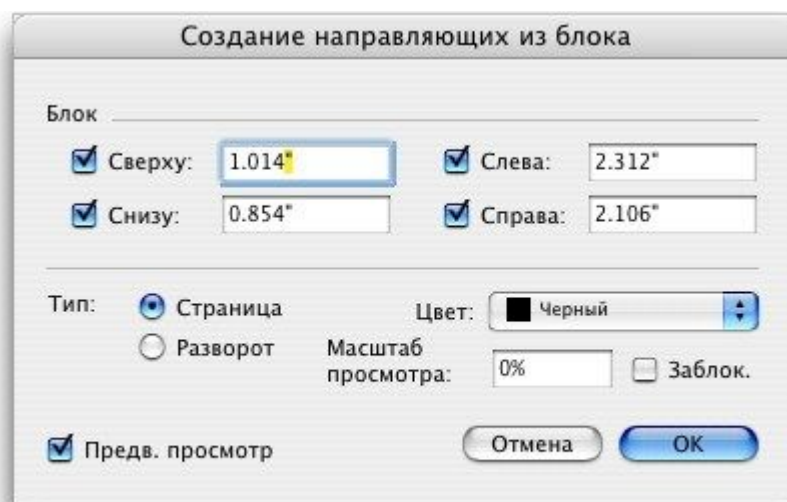 Создание направляющих из блока
Блок
Сверху: 1.014" Слева: 2.312"
Снизу: 0.854" Справа: 2.106"
Тип: Страница Цвет: Черный
Разворот Масштаб просмотра: 0% Заблок.
Предв. просмотр Отмена OK